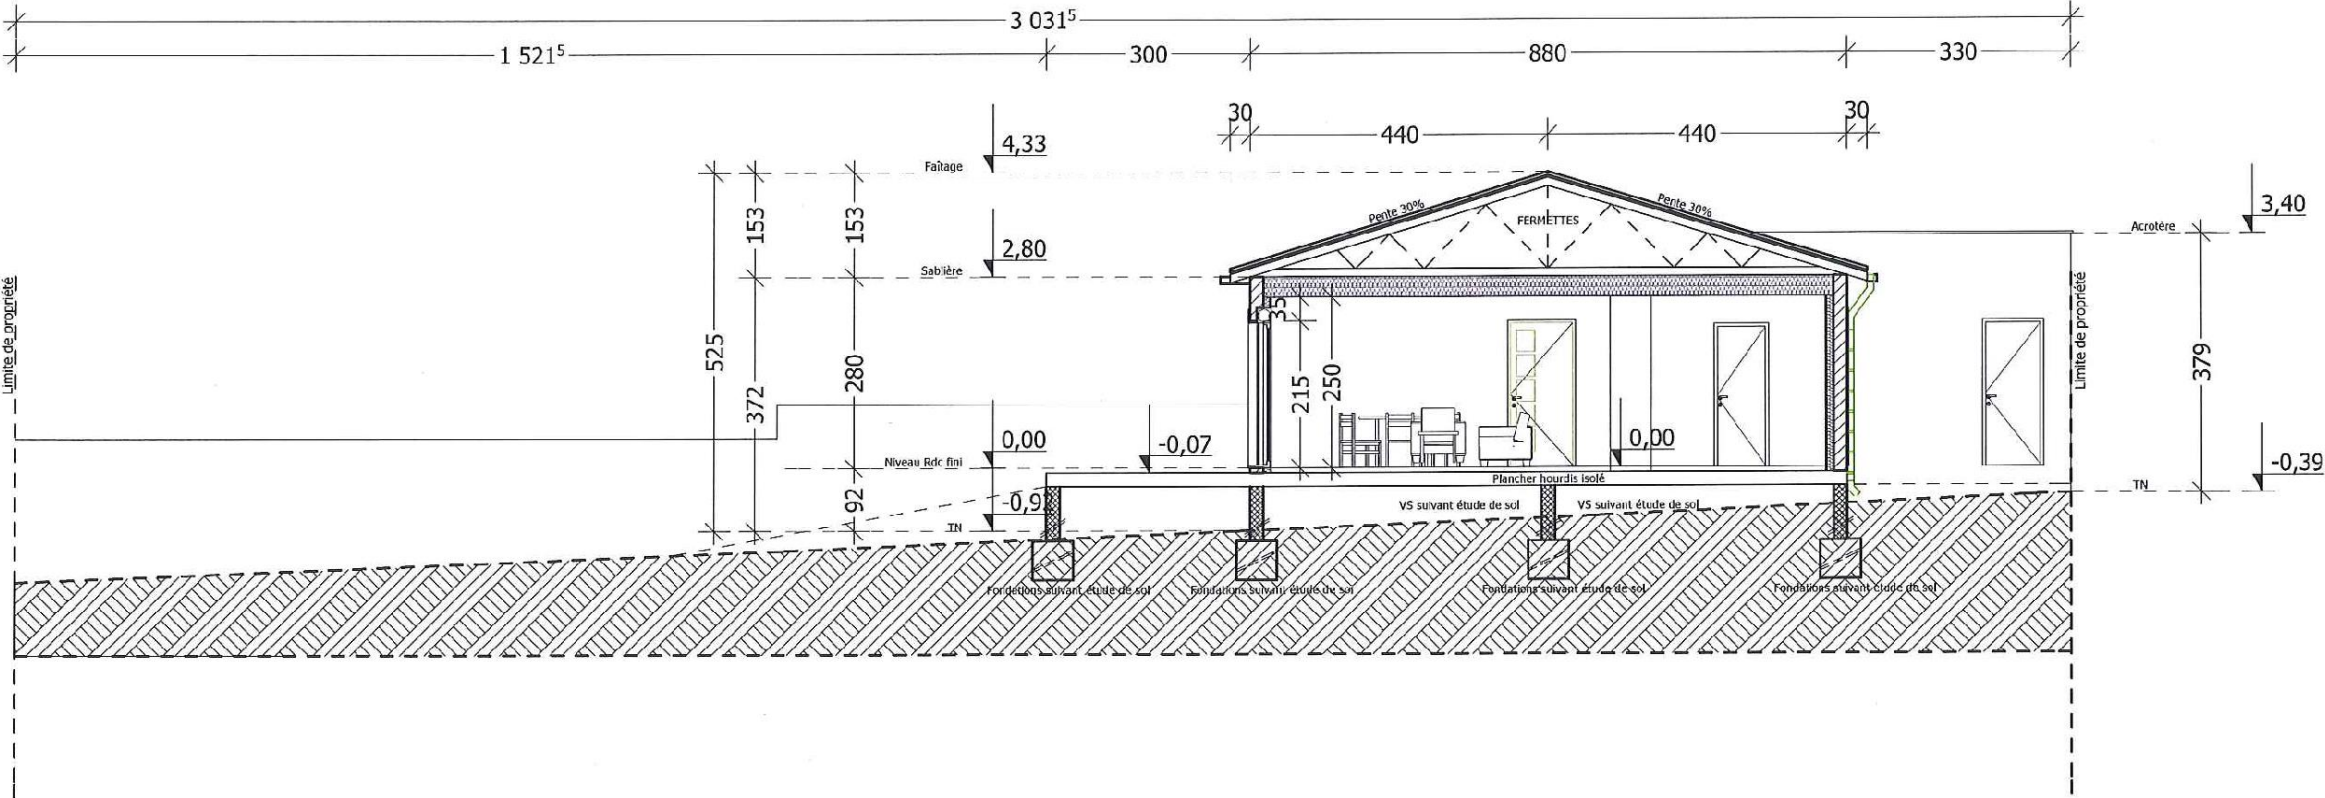 3 031⁵
1 521⁵
300
880
330
30
440
440
30
4,33
Faîtage
153
153
Pente 30%
Pente 30%
FERMETTES
3,40
Acrotère
2,80
Sablière
Limite de propriété
Limite de propriété
525
372
280
35
215
250
379
0,00
Niveau Rdc fini
-0,07
0,00
-0,39
TN
Plancher hourdis isolé
92
-0,92
TN
VS suivant étude de sol
VS suivant étude de sol
Fondations suivant étude de sol
Fondations suivant étude de sol
Fondations suivant étude de sol
Fondations suivant étude de sol